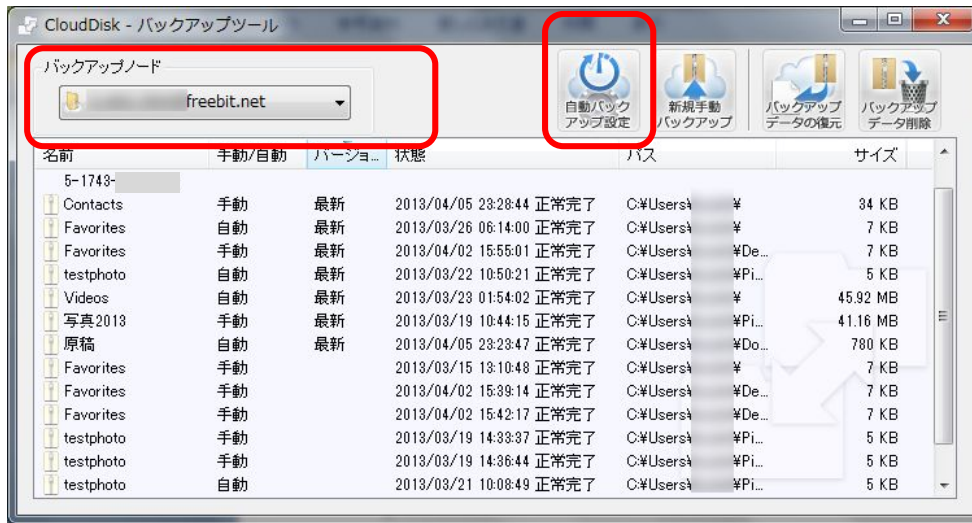 CloudDisk - バックアップツール
バックアップノード
freebit.net
自動バック
アップ設定
新規手動
バックアップ
バックアップ
データの復元
バックアップ
データ削除
名前 手動/自動 バージョ... 状態 パス サイズ
5-1743-
Contacts 手動 最新 2013/04/05 23:28:44 正常完了 C:¥Users¥ ¥ 34 KB
Favorites 自動 最新 2013/03/26 06:14:00 正常完了 C:¥Users¥ ¥ 7 KB
Favorites 手動 最新 2013/04/02 15:55:01 正常完了 C:¥Users¥ ¥De... 7 KB
testphoto 自動 最新 2013/03/22 10:50:21 正常完了 C:¥Users¥ ¥Pi... 5 KB
Videos 自動 最新 2013/03/23 01:54:02 正常完了 C:¥Users¥ ¥ 45.92 MB
写真2013 手動 最新 2013/03/19 10:44:15 正常完了 C:¥Users¥ ¥Pi... 41.16 MB
原稿 自動 最新 2013/04/05 23:23:47 正常完了 C:¥Users¥ ¥Do... 780 KB
Favorites 手動 2013/03/15 13:10:48 正常完了 C:¥Users¥ ¥ 7 KB
Favorites 手動 2013/04/02 15:39:14 正常完了 C:¥Users¥ ¥De... 7 KB
Favorites 手動 2013/04/02 15:42:17 正常完了 C:¥Users¥ ¥De... 7 KB
testphoto 手動 2013/03/19 14:33:37 正常完了 C:¥Users¥ ¥Pi... 5 KB
testphoto 手動 2013/03/19 14:36:44 正常完了 C:¥Users¥ ¥Pi... 5 KB
testphoto 自動 2013/03/21 10:08:49 正常完了 C:¥Users¥ ¥Pi... 5 KB